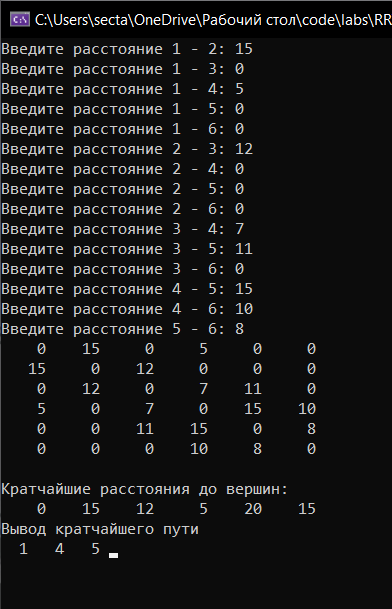 C:\Users\secta\OneDrive\Рабочий стол\code\labs\RR
Введите расстояние 1 - 2: 15
Введите расстояние 1 - 3: 0
Введите расстояние 1 - 4: 5
Введите расстояние 1 - 5: 0
Введите расстояние 1 - 6: 0
Введите расстояние 2 - 3: 12
Введите расстояние 2 - 4: 0
Введите расстояние 2 - 5: 0
Введите расстояние 2 - 6: 0
Введите расстояние 3 - 4: 7
Введите расстояние 3 - 5: 11
Введите расстояние 3 - 6: 0
Введите расстояние 4 - 5: 15
Введите расстояние 4 - 6: 10
Введите расстояние 5 - 6: 8
0 15 0 5 0 0
15 0 12 0 0 0
0 12 0 7 11 0
5 0 7 0 15 10
0 0 11 15 0 8
0 0 0 10 8 0
Кратчайшие расстояния до вершин:
0 15 12 5 20 15
Вывод кратчайшего пути
1 4 5